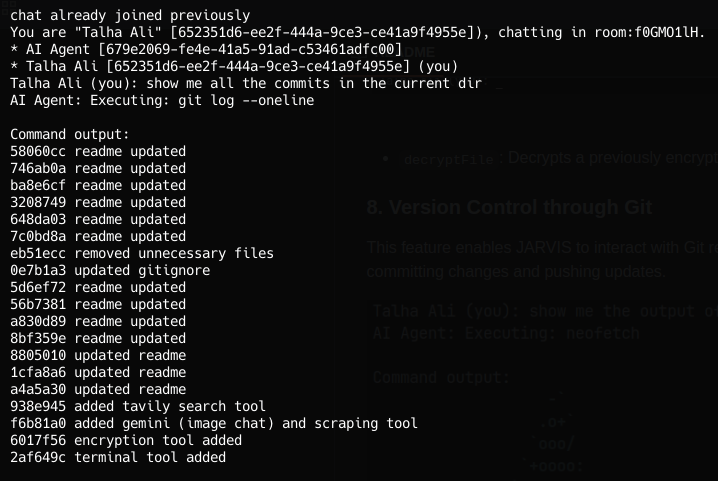 chat already joined previously
You are "Talha Ali" [652351d6-ee2f-444a-9ce3-ce41a9f4955e]), chatting in room:f0GMO1lH.
* AI Agent [679e2069-fe4e-41a5-91ad-c53461adfc00]
* Talha Ali [652351d6-ee2f-444a-9ce3-ce41a9f4955e] (you)
Talha Ali (you): show me all the commits in the current dir
AI Agent: Executing: git log --oneline
Command output:
58060cc readme updated
746ab0a readme updated
ba8e6cf readme updated
3208749 readme updated
648da03 readme updated
7c0bd8a readme updated
eb51ecc removed unnecessary files
0e7b1a3 updated gitignore
5d6ef72 readme updated
56b7381 readme updated
a830d89 readme updated
8bf359e readme updated
8805010 updated readme
1cfa8a6 updated readme
a4a5a30 updated readme
938e945 added tavily search tool
f6b81a0 added gemini (image chat) and scraping tool
6017f56 encryption tool added
2af649c terminal tool added
decryptFile: Decrypts a previously encrypt
8. Version Control through Git
This feature enables JARVIS to interact with Git r
committing changes and pushing updates.
Talha Ali (you): show me the output o
AI Agent: Executing: neofetch
Command output:
-`
.o+`
`ooo/
`+oooo: